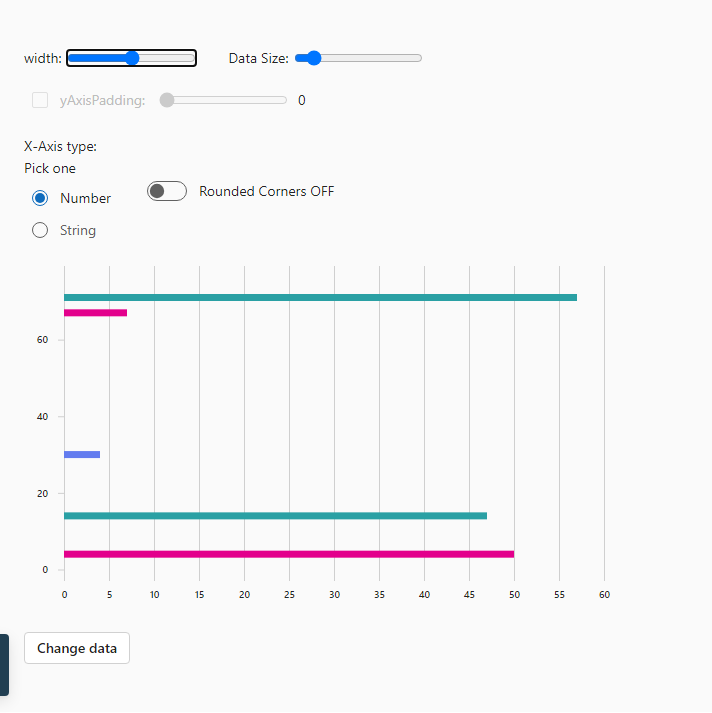 width: Data Size:
yAxisPadding: 0
X-Axis type:
Pick one
Number
Rounded Corners OFF
String
60
40
20
0
0 5 10 15 20 25 30 35 40 45 50 55 60
Change data